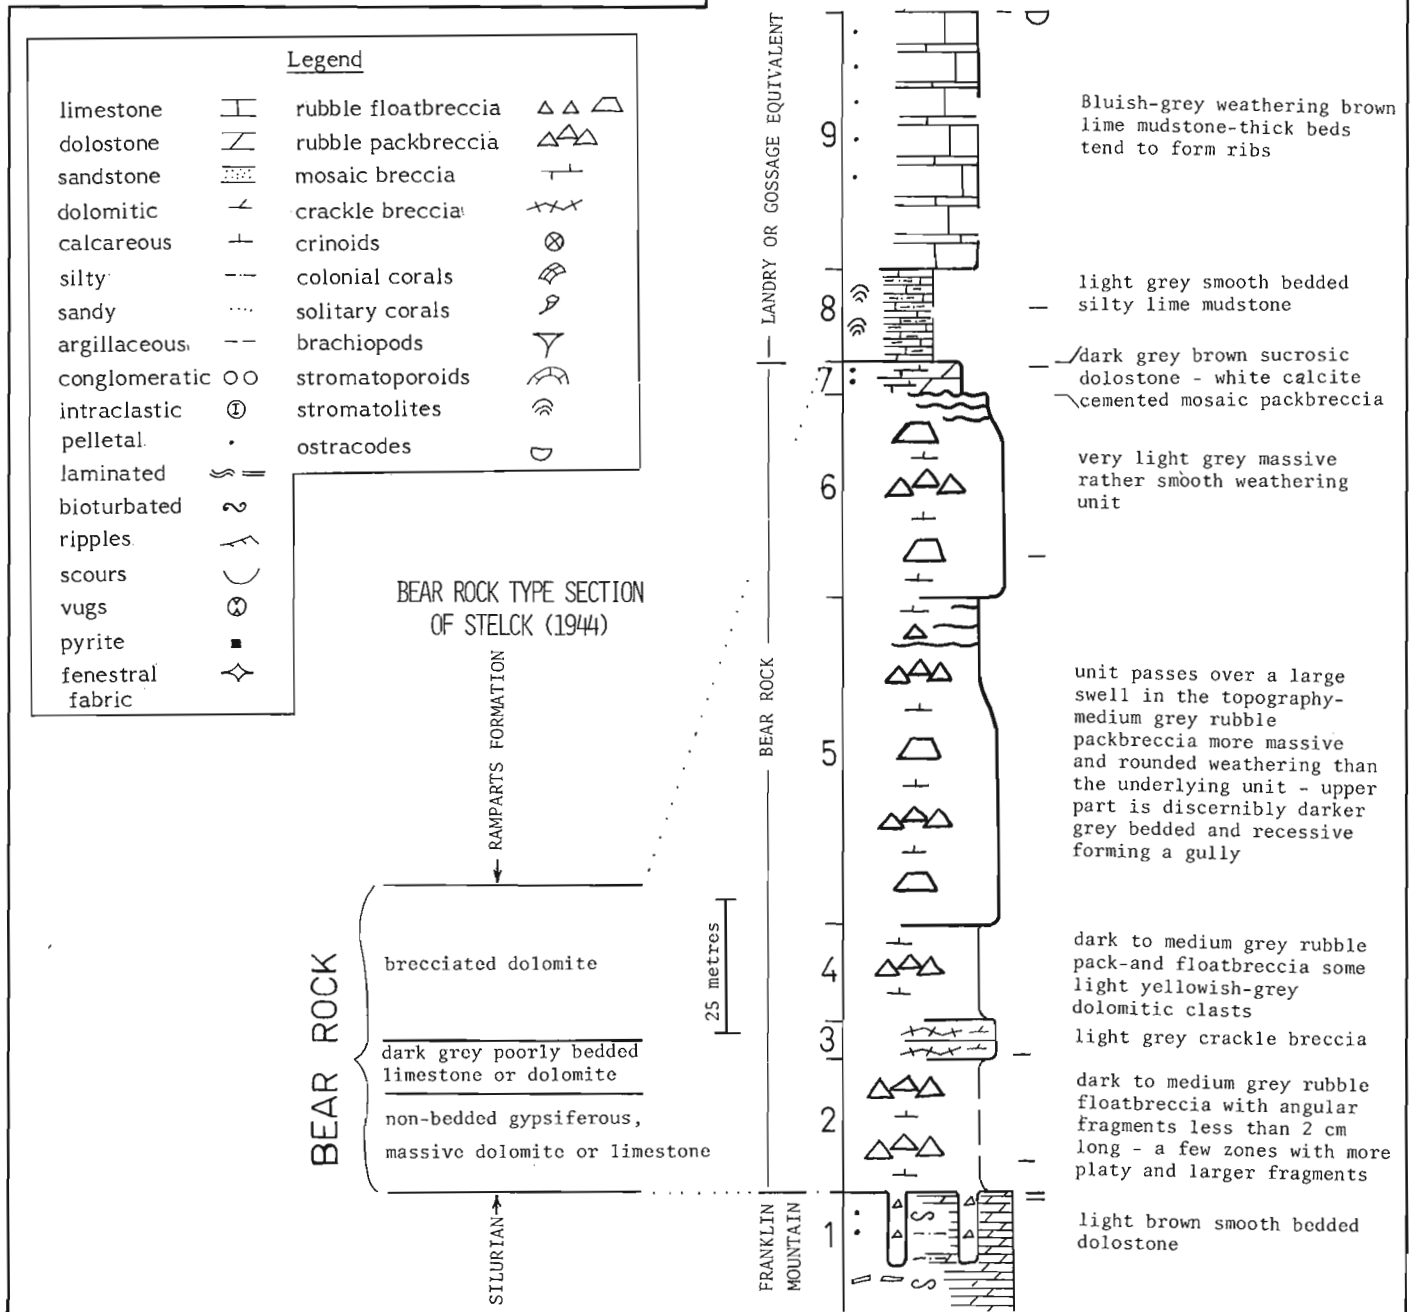 Legend
limestone
dolostone
sandstone
dolomitic
calcareous
silty
sandy
argillaceous
conglomeratic
intraclastic
pelletal
laminated
bioturbated
ripples
scours
vugs
pyrite
fenestral
fabric
rubble floatbreccia
rubble packbreccia
mosaic breccia
crackle breccia
crinoids
colonial corals
solitary corals
brachiopods
stromatoporoids
stromatolites
ostracodes
BEAR ROCK TYPE SECTION
OF STELCK (1944)
RAMPARTS FORMATION
BEAR ROCK
brecciated dolomite
dark grey poorly bedded
limestone or dolomite
non-bedded gypsiferous,
massive dolomite or limestone
SILURIAN
25 metres
LANDRY OR GOSSAGE EQUIVALENT
BEAR ROCK
FRANKLIN
MOUNTAIN
9
Bluish-grey weathering brown
lime mudstone-thick beds
tend to form ribs
8
light grey smooth bedded
silty lime mudstone
7
dark grey brown sucrosic
dolostone - white calcite
cemented mosaic packbreccia
6
very light grey massive
rather smooth weathering
unit
5
unit passes over a large
swell in the topography-
medium grey rubble
packbreccia more massive
and rounded weathering than
the underlying unit - upper
part is discernibly darker
grey bedded and recessive
forming a gully
4
dark to medium grey rubble
pack-and floatbreccia some
light yellowish-grey
dolomitic clasts
3
light grey crackle breccia
2
dark to medium grey rubble
floatbreccia with angular
fragments less than 2 cm
long - a few zones with more
platy and larger fragments
1
light brown smooth bedded
dolostone